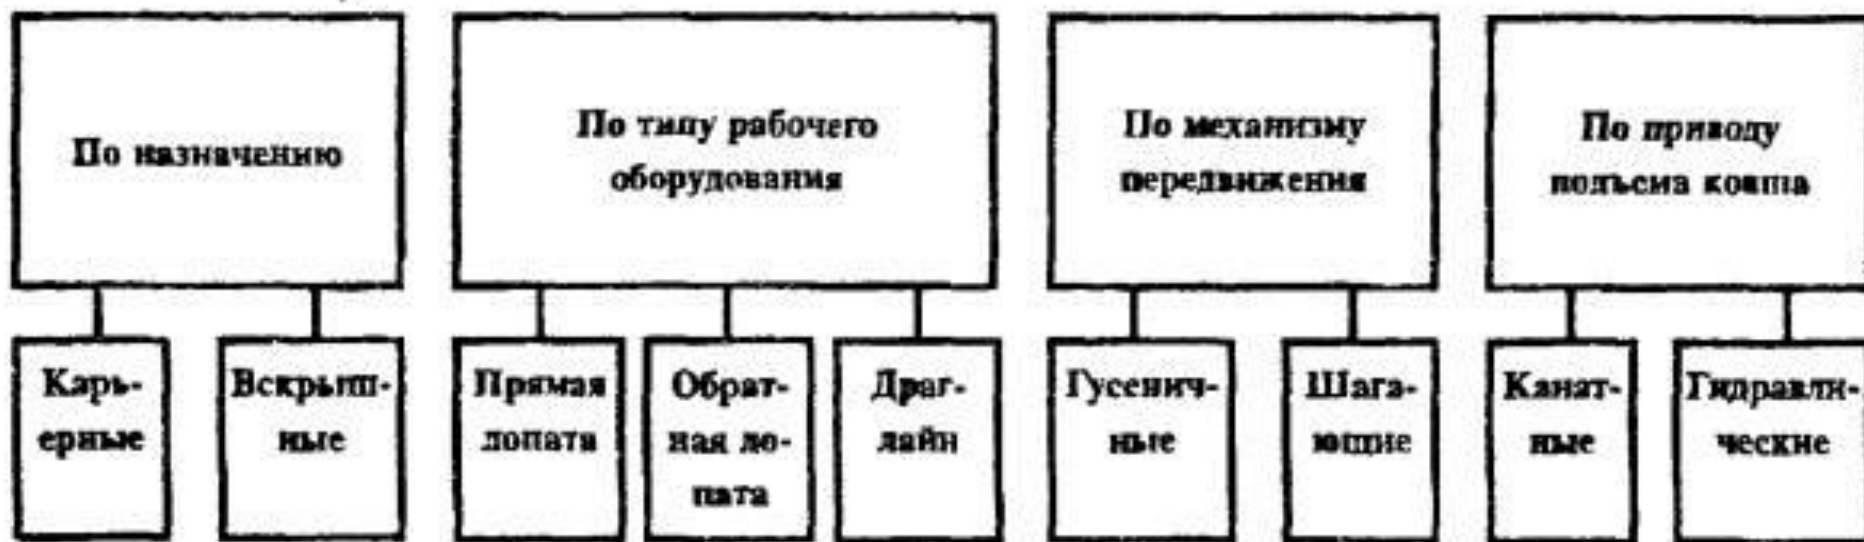 По назначению
По типу рабочего
оборудования
По механизму
передвижения
По приводу
подъема ковша
Карь-
ерные
Вскрыш-
ные
Прямая
лопата
Обрат-
ная ло-
пата
Драг-
лайн
Гусенич-
ные
Шага-
ющие
Канат-
ные
Гидравли-
ческие